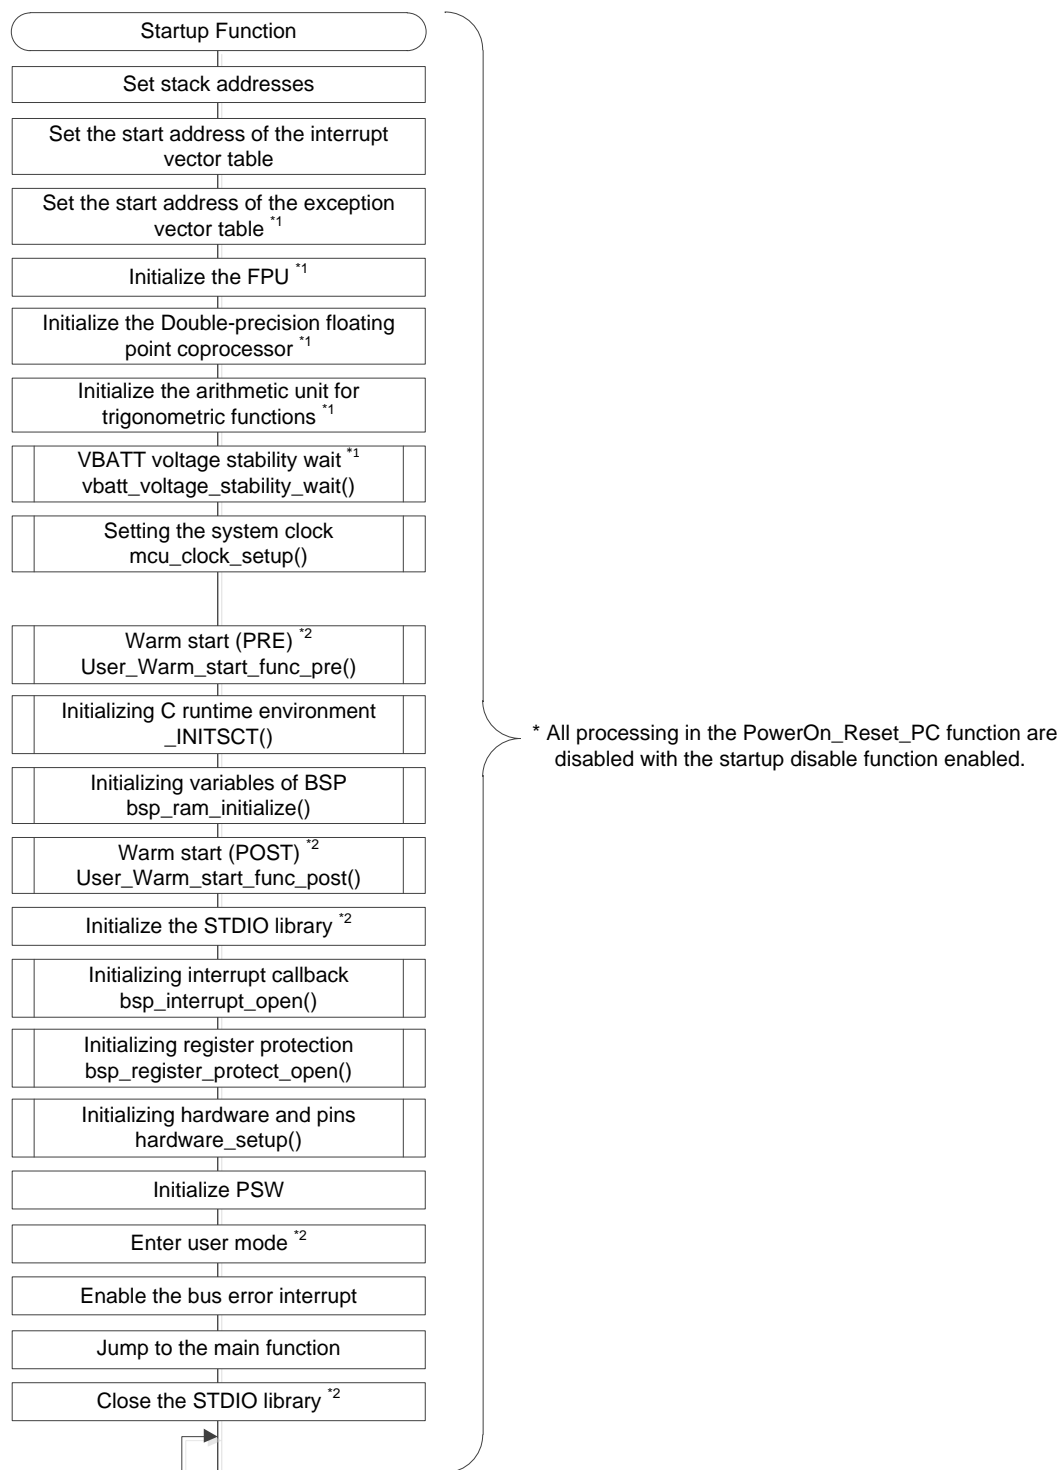 Startup Function
Set stack addresses
Set the start address of the interrupt
vector table
Set the start address of the exception
vector table *1
Initialize the FPU *1
Initialize the Double-precision floating
point coprocessor *1
Initialize the arithmetic unit for
trigonometric functions *1
VBATT voltage stability wait *1
vbatt_voltage_stability_wait()
Setting the system clock
mcu_clock_setup()
Warm start (PRE) *2
User_Warm_start_func_pre()
Initializing C runtime environment
_INITSCT()
* All processing in the PowerOn_Reset_PC function are
disabled with the startup disable function enabled.
Initializing variables of BSP
bsp_ram_initialize()
Warm start (POST) *2
User_Warm_start_func_post()
Initialize the STDIO library *2
Initializing interrupt callback
bsp_interrupt_open()
Initializing register protection
bsp_register_protect_open()
Initializing hardware and pins
hardware_setup()
Initialize PSW
Enter user mode *2
Enable the bus error interrupt
Jump to the main function
Close the STDIO library *2